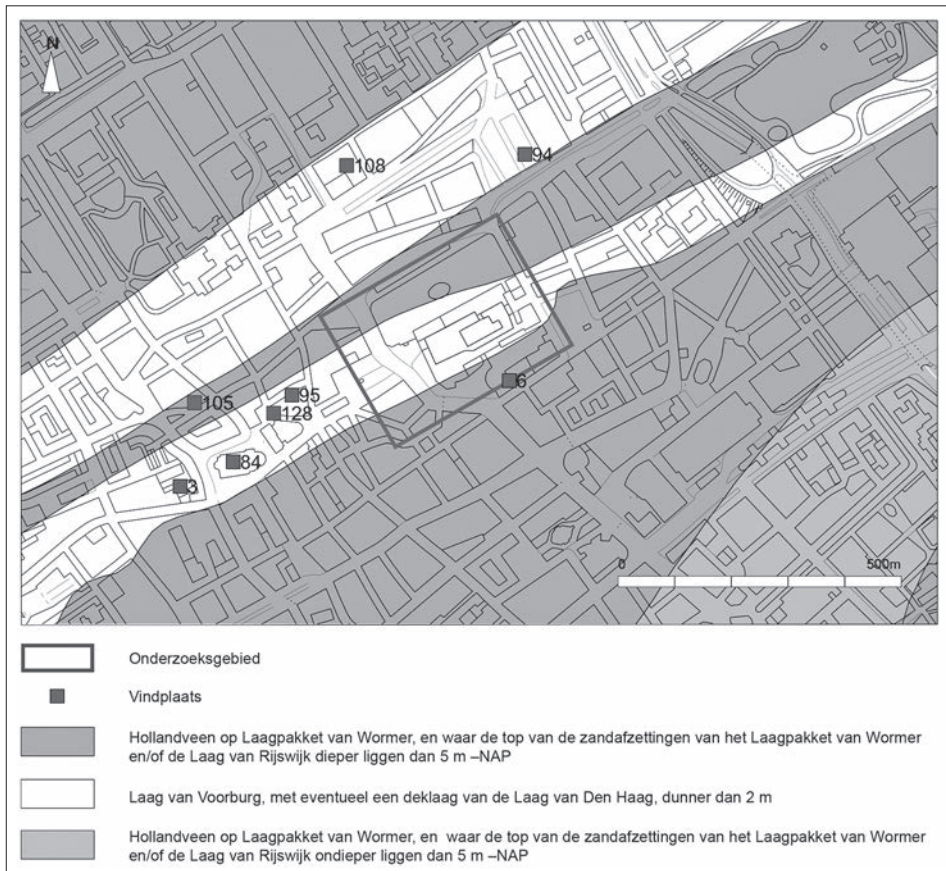 N
108
94
6
95
105
128
84
3
0
500m
Onderzoeksgebied
Vindplaats
Hollandveen op Laagpakket van Wormer, en waar de top van de zandafzettingen van het Laagpakket van Wormer
en/of de Laag van Rijswijk dieper liggen dan 5 m –NAP
Laag van Voorburg, met eventueel een deklaag van de Laag van Den Haag, dunner dan 2 m
Hollandveen op Laagpakket van Wormer, en waar de top van de zandafzettingen van het Laagpakket van Wormer
en/of de Laag van Rijswijk ondieper liggen dan 5 m –NAP